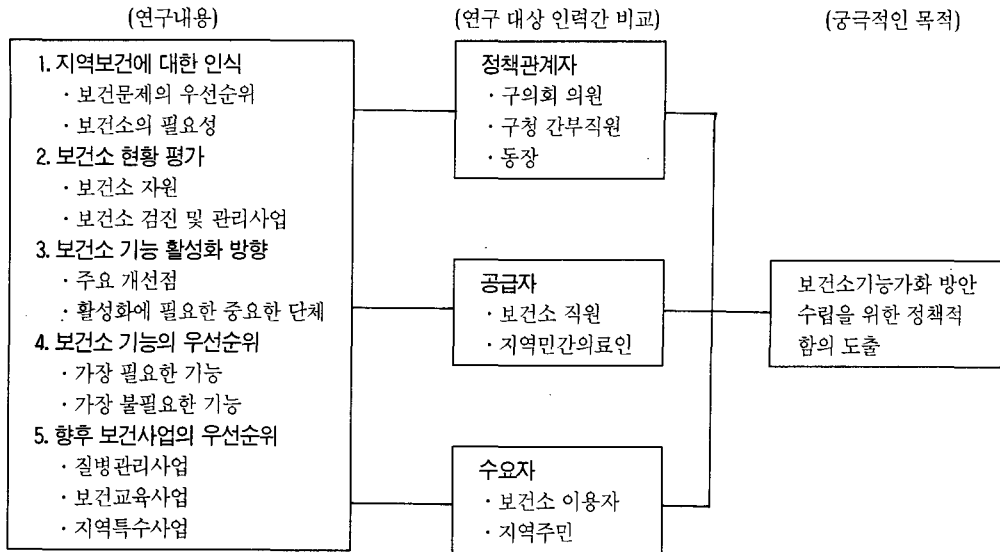 (연구내용)
1. 지역보건에 대한 인식
· 보건문제의 우선순위
· 보건소의 필요성
2. 보건소 현황 평가
· 보건소 자원
· 보건소 검진 및 관리사업
3. 보건소 기능 활성화 방향
· 주요 개선점
· 활성화에 필요한 중요한 단체
4. 보건소 기능의 우선순위
· 가장 필요한 기능
· 가장 불필요한 기능
5. 향후 보건사업의 우선순위
· 질병관리사업
· 보건교육사업
· 지역특수사업
(연구 대상 인력간 비교)
정책관계자
· 구의회 의원
· 구청 간부직원
· 동장
공급자
· 보건소 직원
· 지역민간의료인
수요자
· 보건소 이용자
· 지역주민
(궁극적인 목적)
보건소기능가화 방안
수립을 위한 정책적
함의 도출